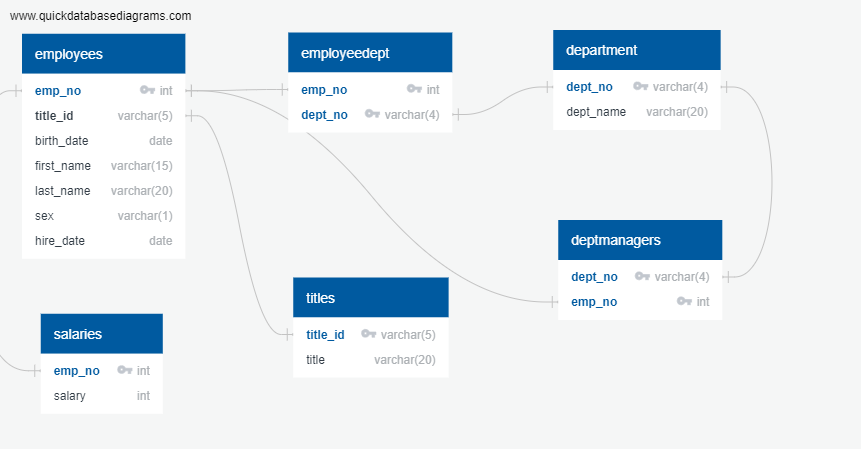 www.quickdatabasediagrams.com
employees
emp_no int
title_id varchar(5)
birth_date date
first_name varchar(15)
last_name varchar(20)
sex varchar(1)
hire_date date
employeedept
emp_no int
dept_no varchar(4)
department
dept_no varchar(4)
dept_name varchar(20)
deptmanagers
dept_no varchar(4)
emp_no int
titles
title_id varchar(5)
title varchar(20)
salaries
emp_no int
salary int